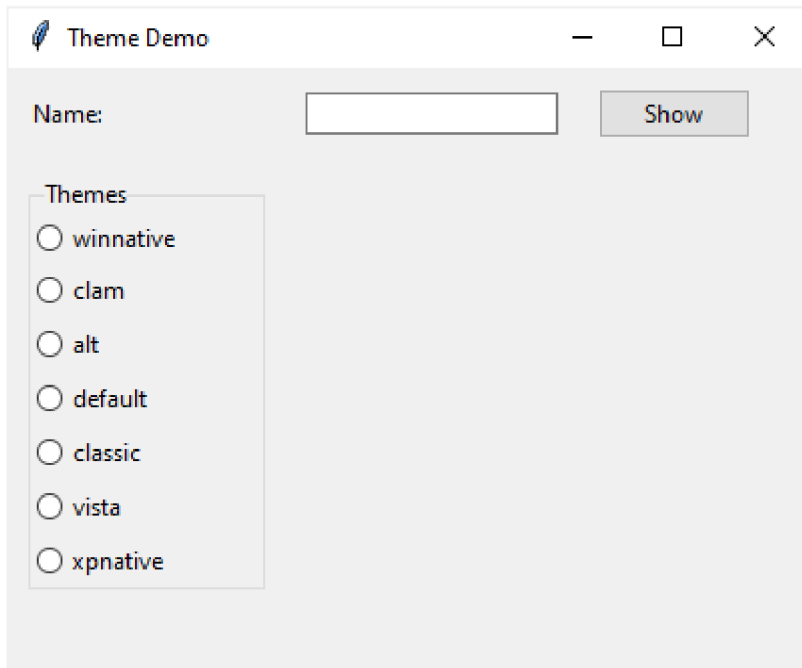 Theme Demo
Name:
Show
Themes
winnative
clam
alt
default
classic
vista
xpnative